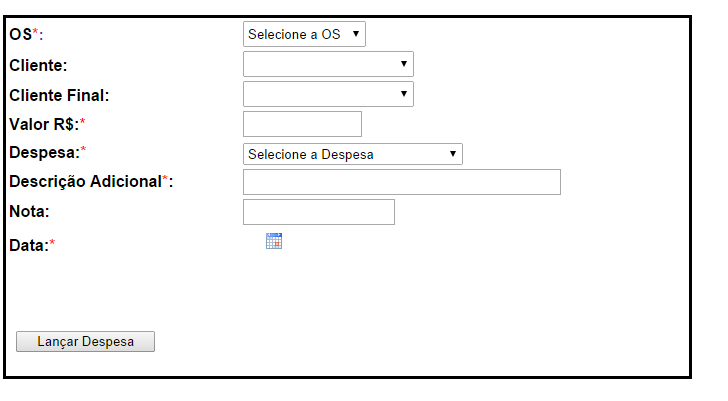 OS*: Selecione a OS
Cliente:
Cliente Final:
Valor R$:*
Despesa:* Selecione a Despesa
Descrição Adicional*:
Nota:
Data:*
Lançar Despesa